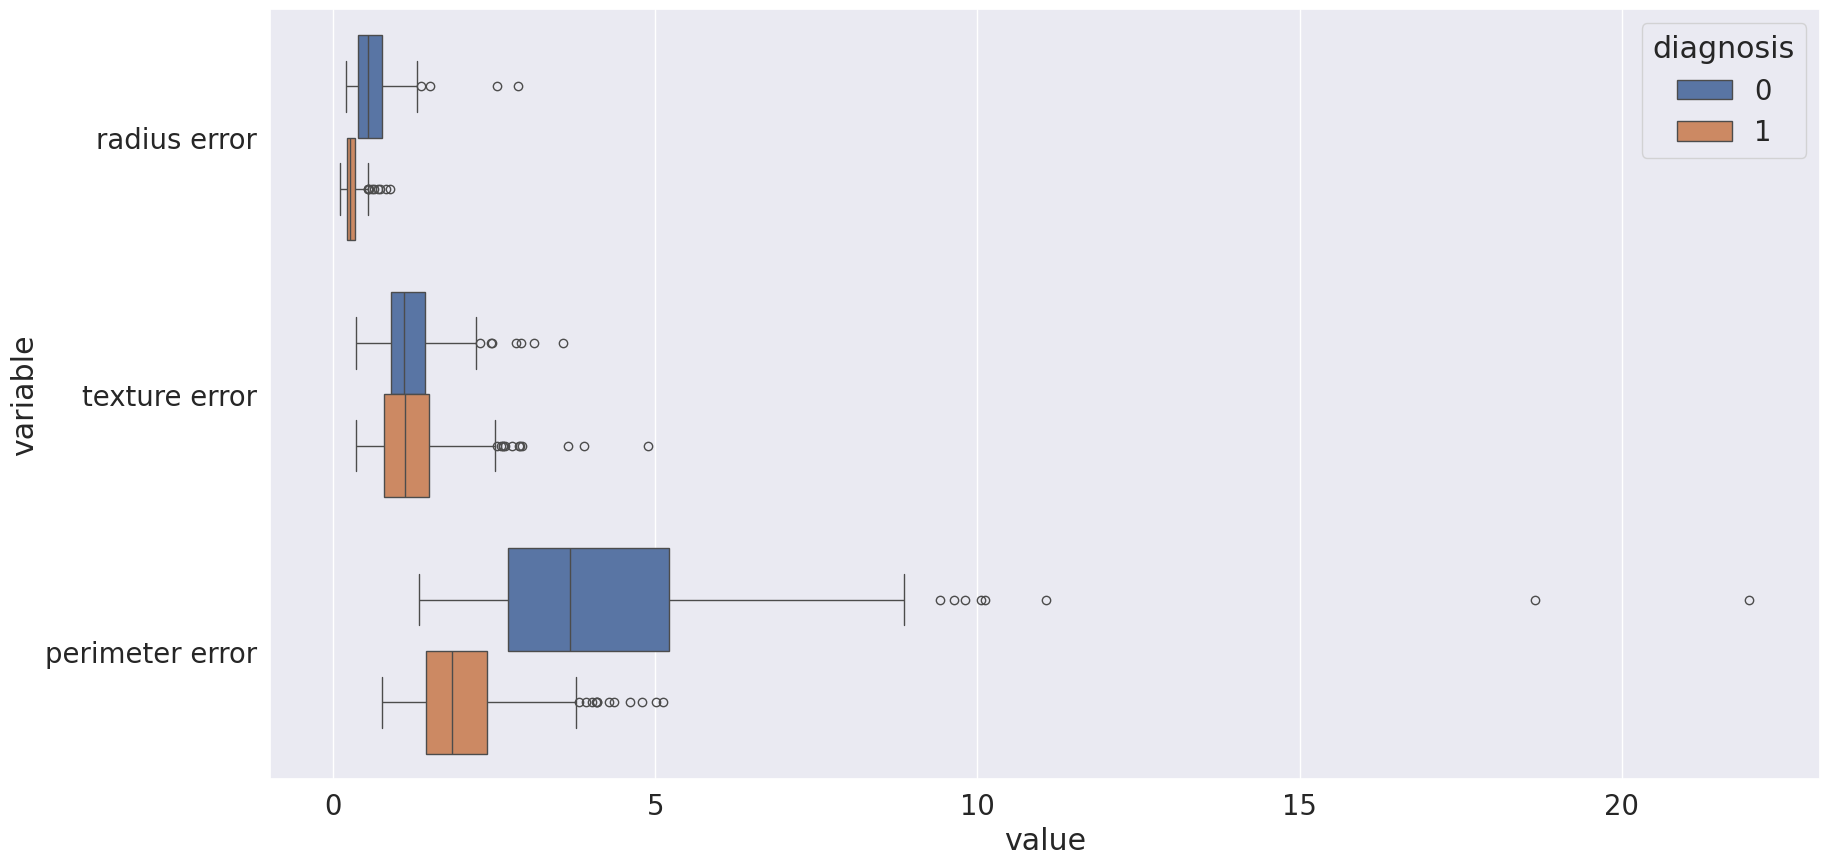 diagnosis
0
1
radius error
texture error
perimeter error
variable
0 5 10 15 20
value